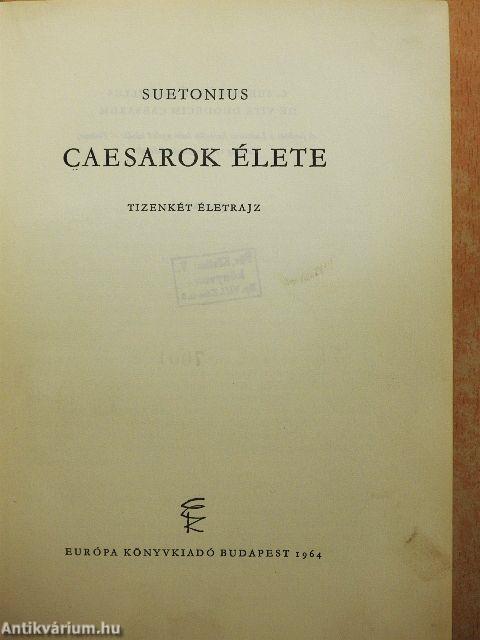 SUETONIUS
CAESAROK ÉLETE
TIZENKÉT ÉLETRAJZ
EURÓPA KÖNYVKIADÓ BUDAPEST 1964
Antikvárium.hu